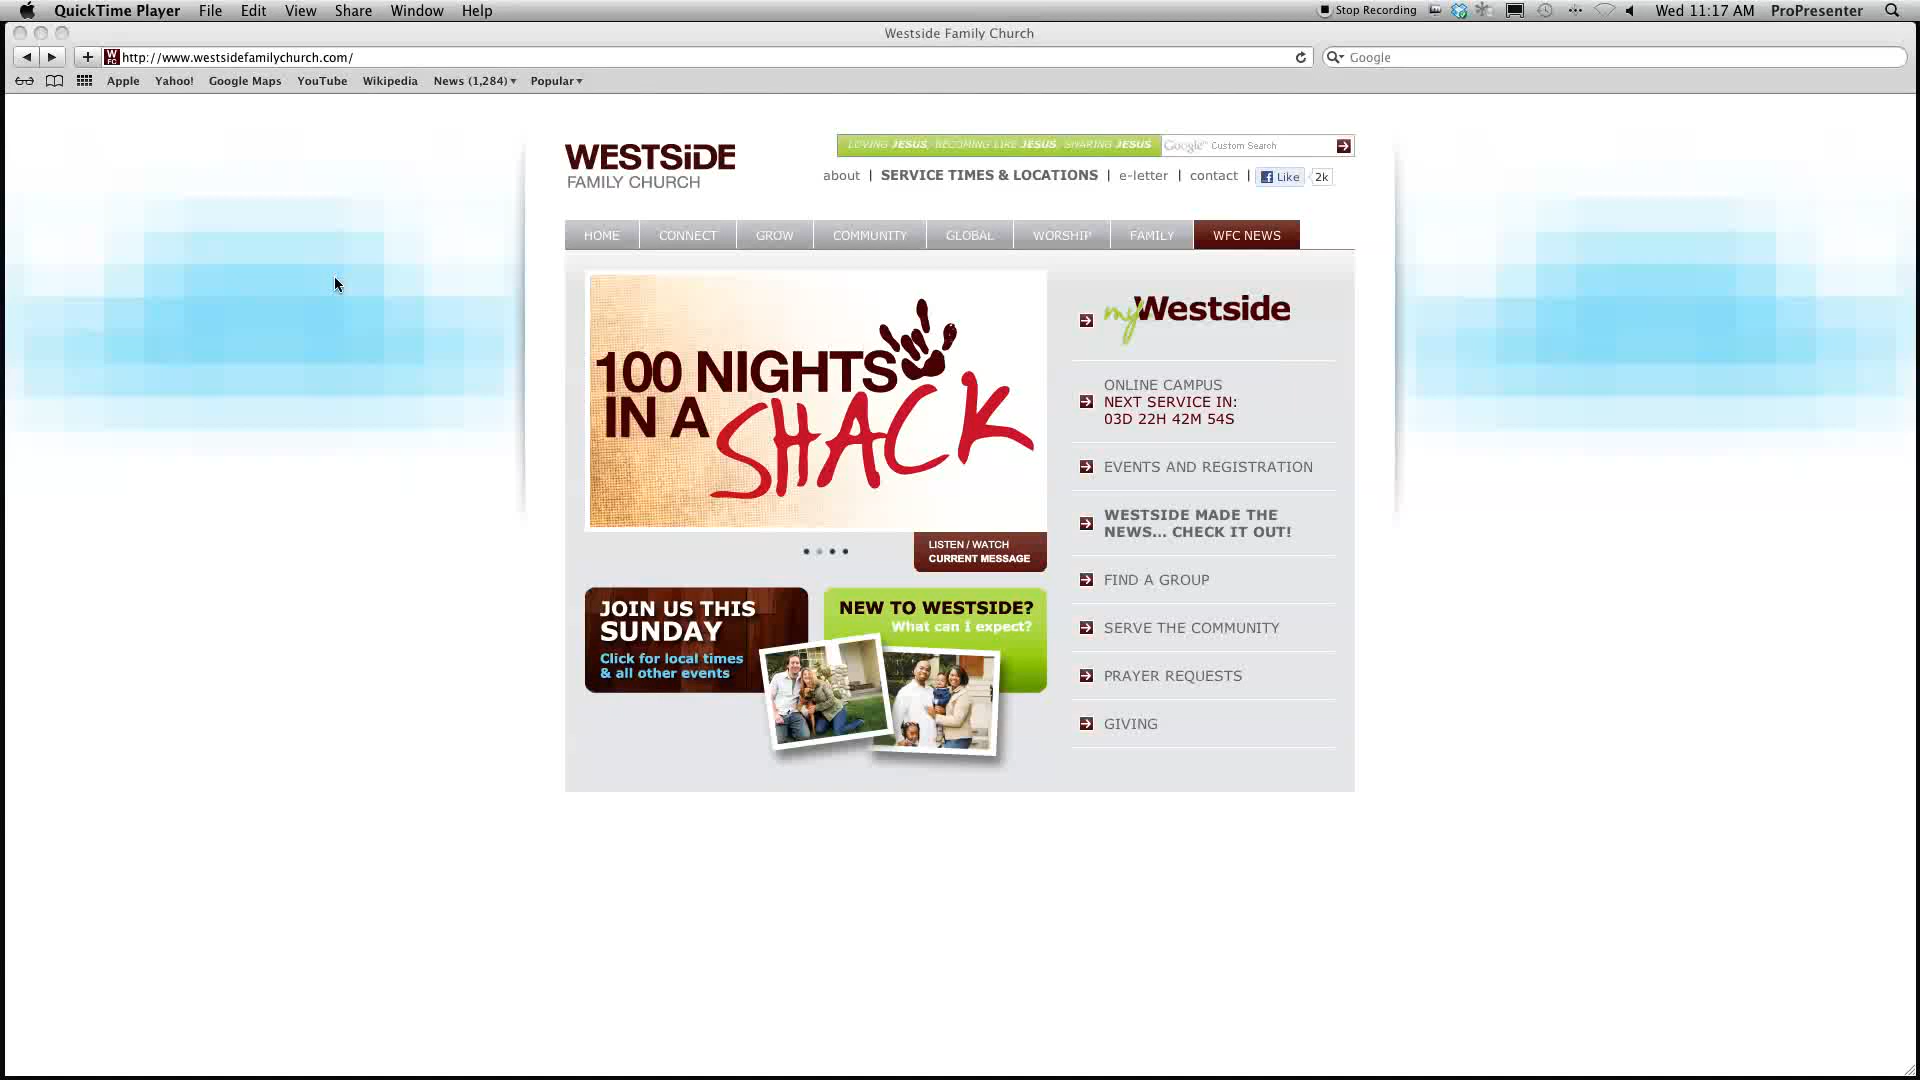 QuickTime Player File Edit View Share Window Help Stop Recording Wed 11:17 AM ProPresenter
Westside Family Church
http://www.westsidefamilychurch.com/ Google
Apple Yahoo! Google Maps YouTube Wikipedia News (1,284) Popular
WESTSiDE
FAMILY CHURCH
LOVING JESUS, BECOMING LIKE JESUS, SHARING JESUS Google™ Custom Search
about | SERVICE TIMES & LOCATIONS | e-letter | contact | Like 2k
HOME CONNECT GROW COMMUNITY GLOBAL WORSHIP FAMILY WFC NEWS
100 NIGHTS
IN A SHACK
LISTEN / WATCH
CURRENT MESSAGE
JOIN US THIS
SUNDAY
Click for local times
& all other events
NEW TO WESTSIDE?
What can I expect?
myWestside
ONLINE CAMPUS
NEXT SERVICE IN:
03D 22H 42M 54S
EVENTS AND REGISTRATION
WESTSIDE MADE THE
NEWS... CHECK IT OUT!
FIND A GROUP
SERVE THE COMMUNITY
PRAYER REQUESTS
GIVING